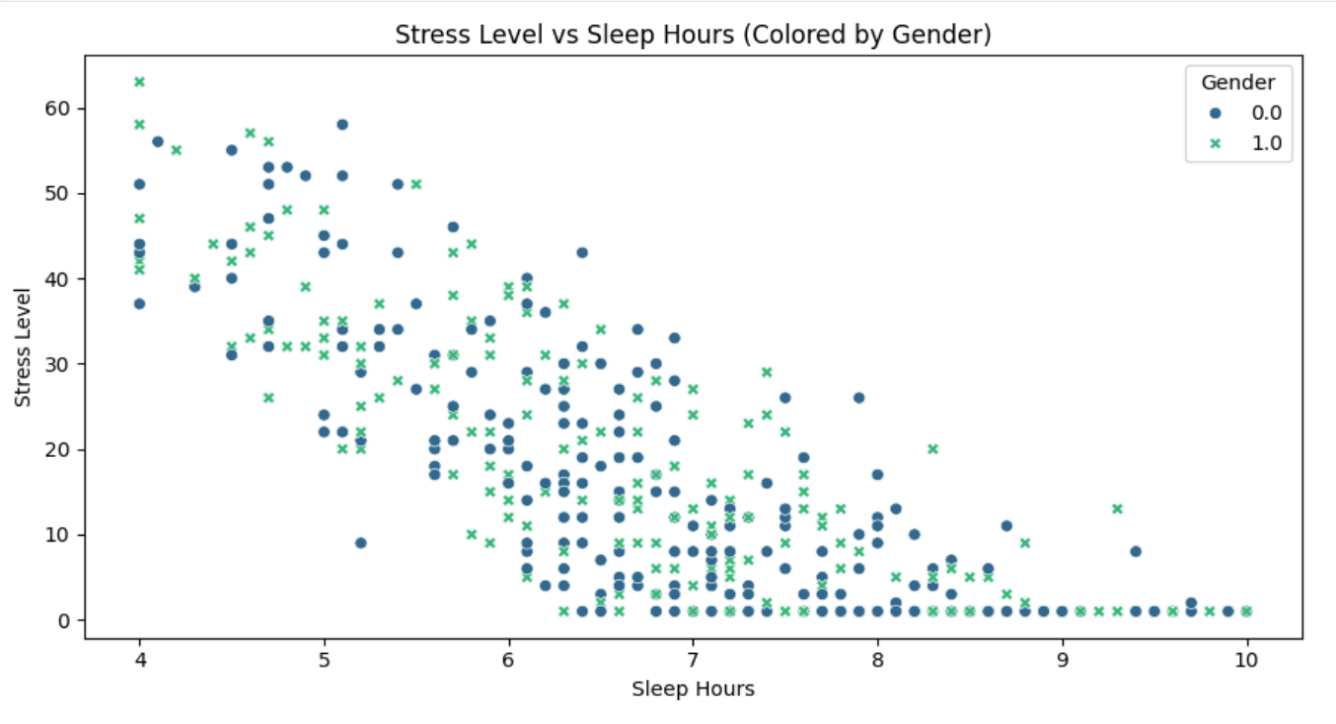 Stress Level vs Sleep Hours (Colored by Gender)
Gender
0.0
1.0
60
50
40
30
20
10
0
Stress Level
4 5 6 7 8 9 10
Sleep Hours